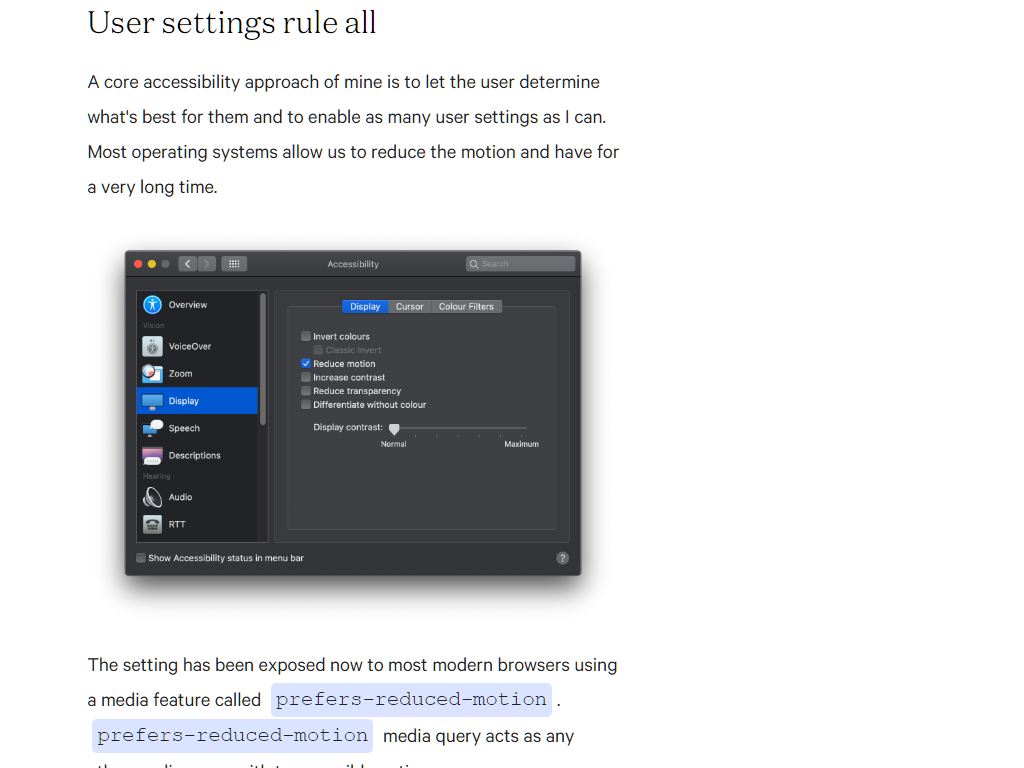 User settings rule all
A core accessibility approach of mine is to let the user determine
what's best for them and to enable as many user settings as I can.
Most operating systems allow us to reduce the motion and have for
a very long time.
Accessibility
Search
Overview
Vision
VoiceOver
Zoom
Display
Speech
Descriptions
Hearing
Audio
RTT
Display Cursor Colour Filters
Invert colours
Classic Invert
Reduce motion
Increase contrast
Reduce transparency
Differentiate without colour
Display contrast:
Normal Maximum
Show Accessibility status in menu bar
?
The setting has been exposed now to most modern browsers using
a media feature called prefers-reduced-motion .
prefers-reduced-motion media query acts as any